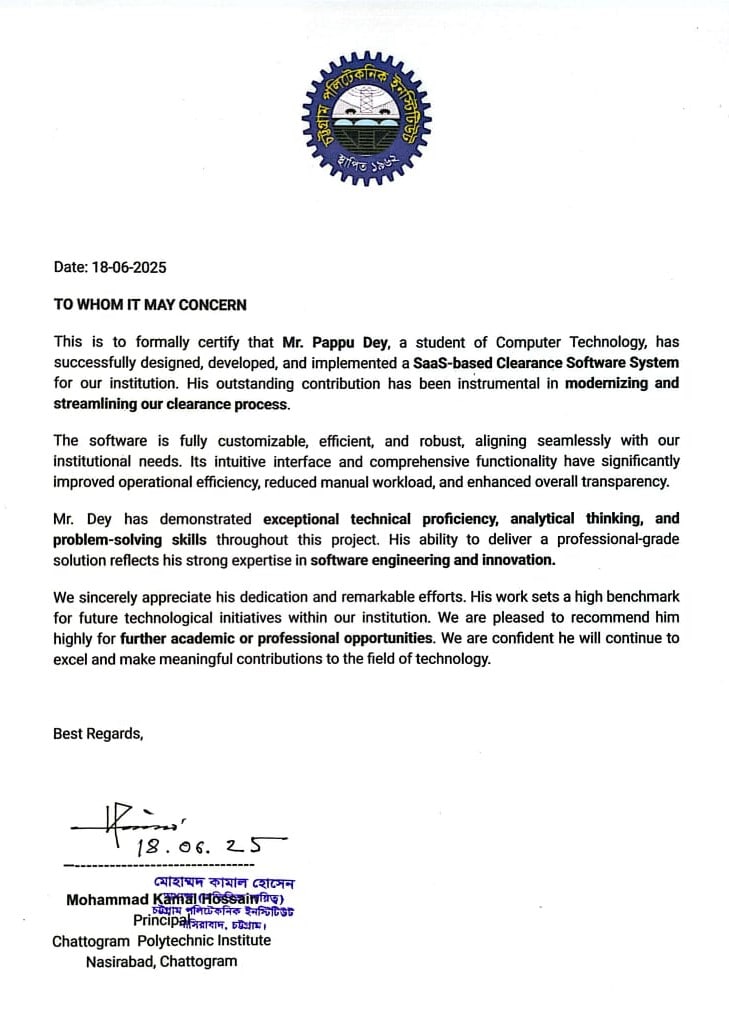 চট্টগ্রাম পলিটেকনিক ইনস্টিটিউট
স্থাপিত ১৯৬২
Date: 18-06-2025
TO WHOM IT MAY CONCERN
This is to formally certify that Mr. Pappu Dey, a student of Computer Technology, has
successfully designed, developed, and implemented a SaaS-based Clearance Software System
for our institution. His outstanding contribution has been instrumental in modernizing and
streamlining our clearance process.
The software is fully customizable, efficient, and robust, aligning seamlessly with our
institutional needs. Its intuitive interface and comprehensive functionality have significantly
improved operational efficiency, reduced manual workload, and enhanced overall transparency.
Mr. Dey has demonstrated exceptional technical proficiency, analytical thinking, and
problem-solving skills throughout this project. His ability to deliver a professional-grade
solution reflects his strong expertise in software engineering and innovation.
We sincerely appreciate his dedication and remarkable efforts. His work sets a high benchmark
for future technological initiatives within our institution. We are pleased to recommend him
highly for further academic or professional opportunities. We are confident he will continue to
excel and make meaningful contributions to the field of technology.
Best Regards,
18.06.25
মোহাম্মদ কামাল হোসেন
Mohammad Kamal Hossain
চট্টগ্রাম পলিটেকনিক ইনস্টিটিউট
Principal
চট্টগ্রাম।
Chattogram Polytechnic Institute
Nasirabad, Chattogram